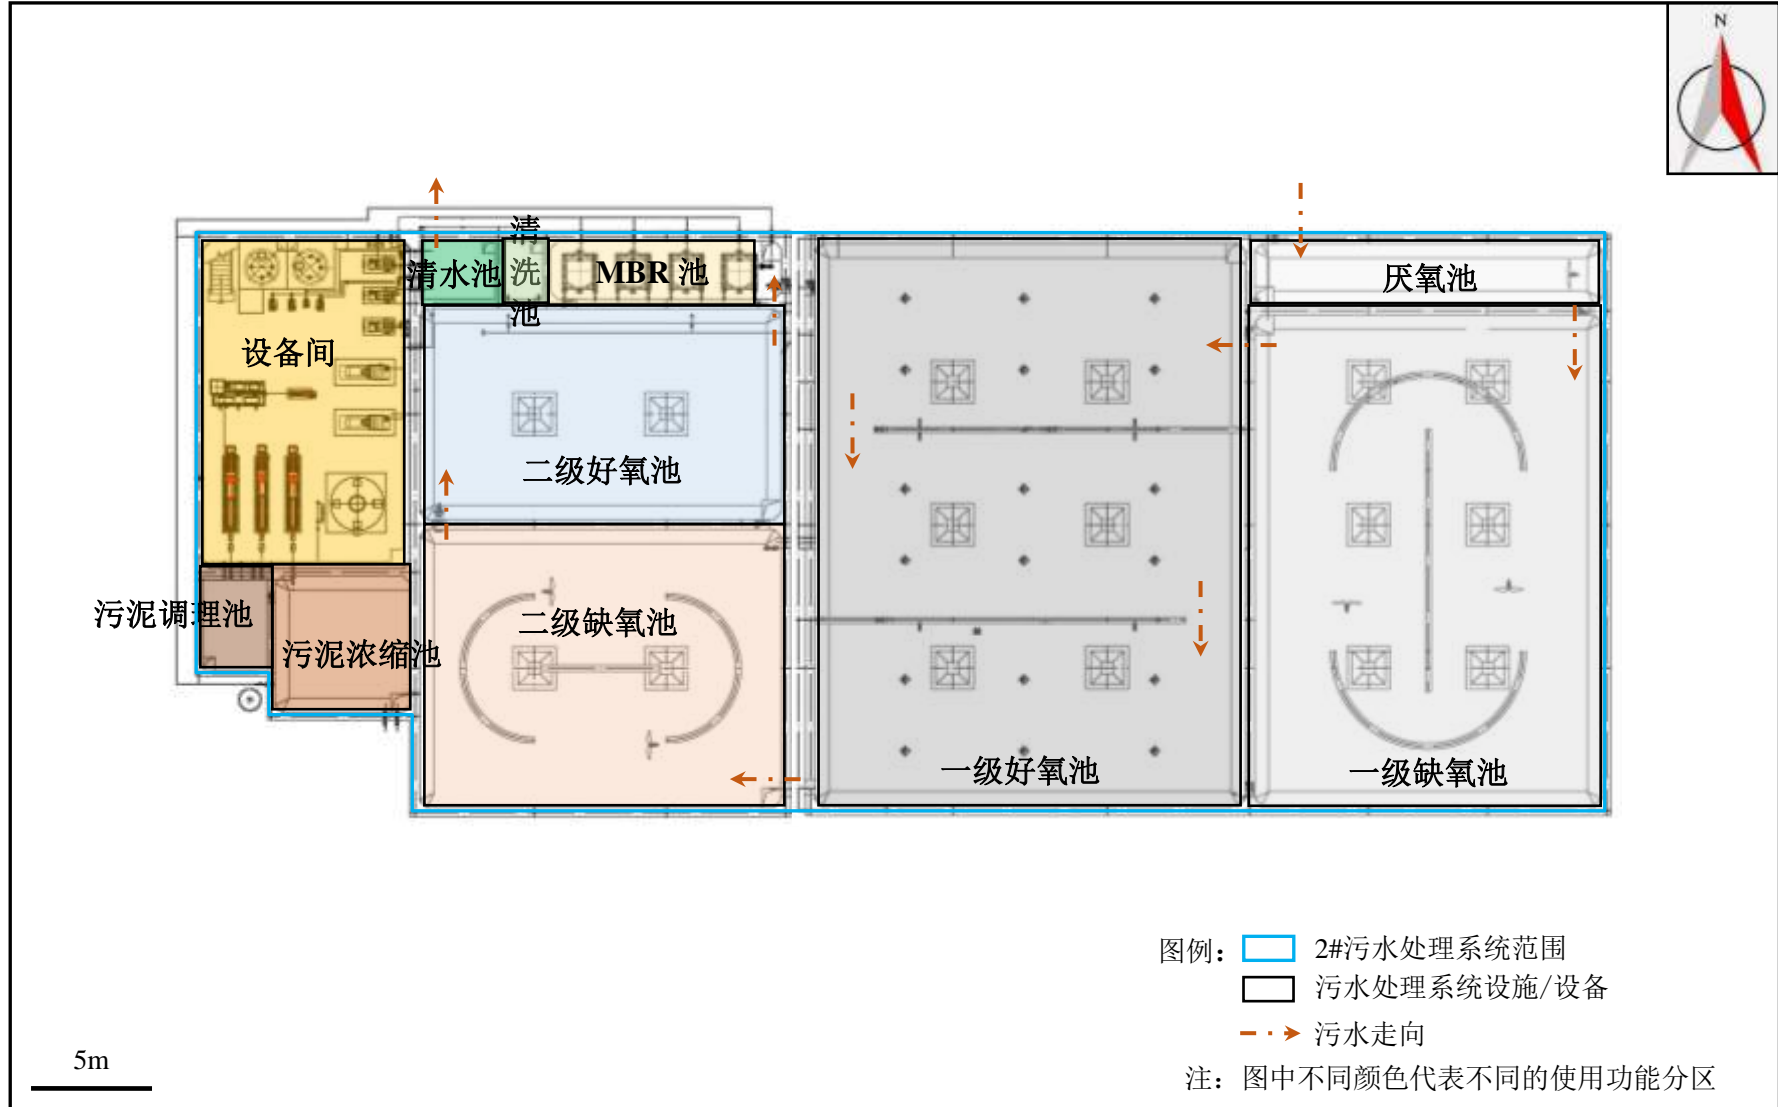 N
清水池
清洗池
MBR 池
厌氧池
设备间
二级好氧池
污泥调理池
污泥浓缩池
二级缺氧池
一级好氧池
一级缺氧池
图例：
2#污水处理系统范围
污水处理系统设施/设备
污水走向
注：图中不同颜色代表不同的使用功能分区
5m